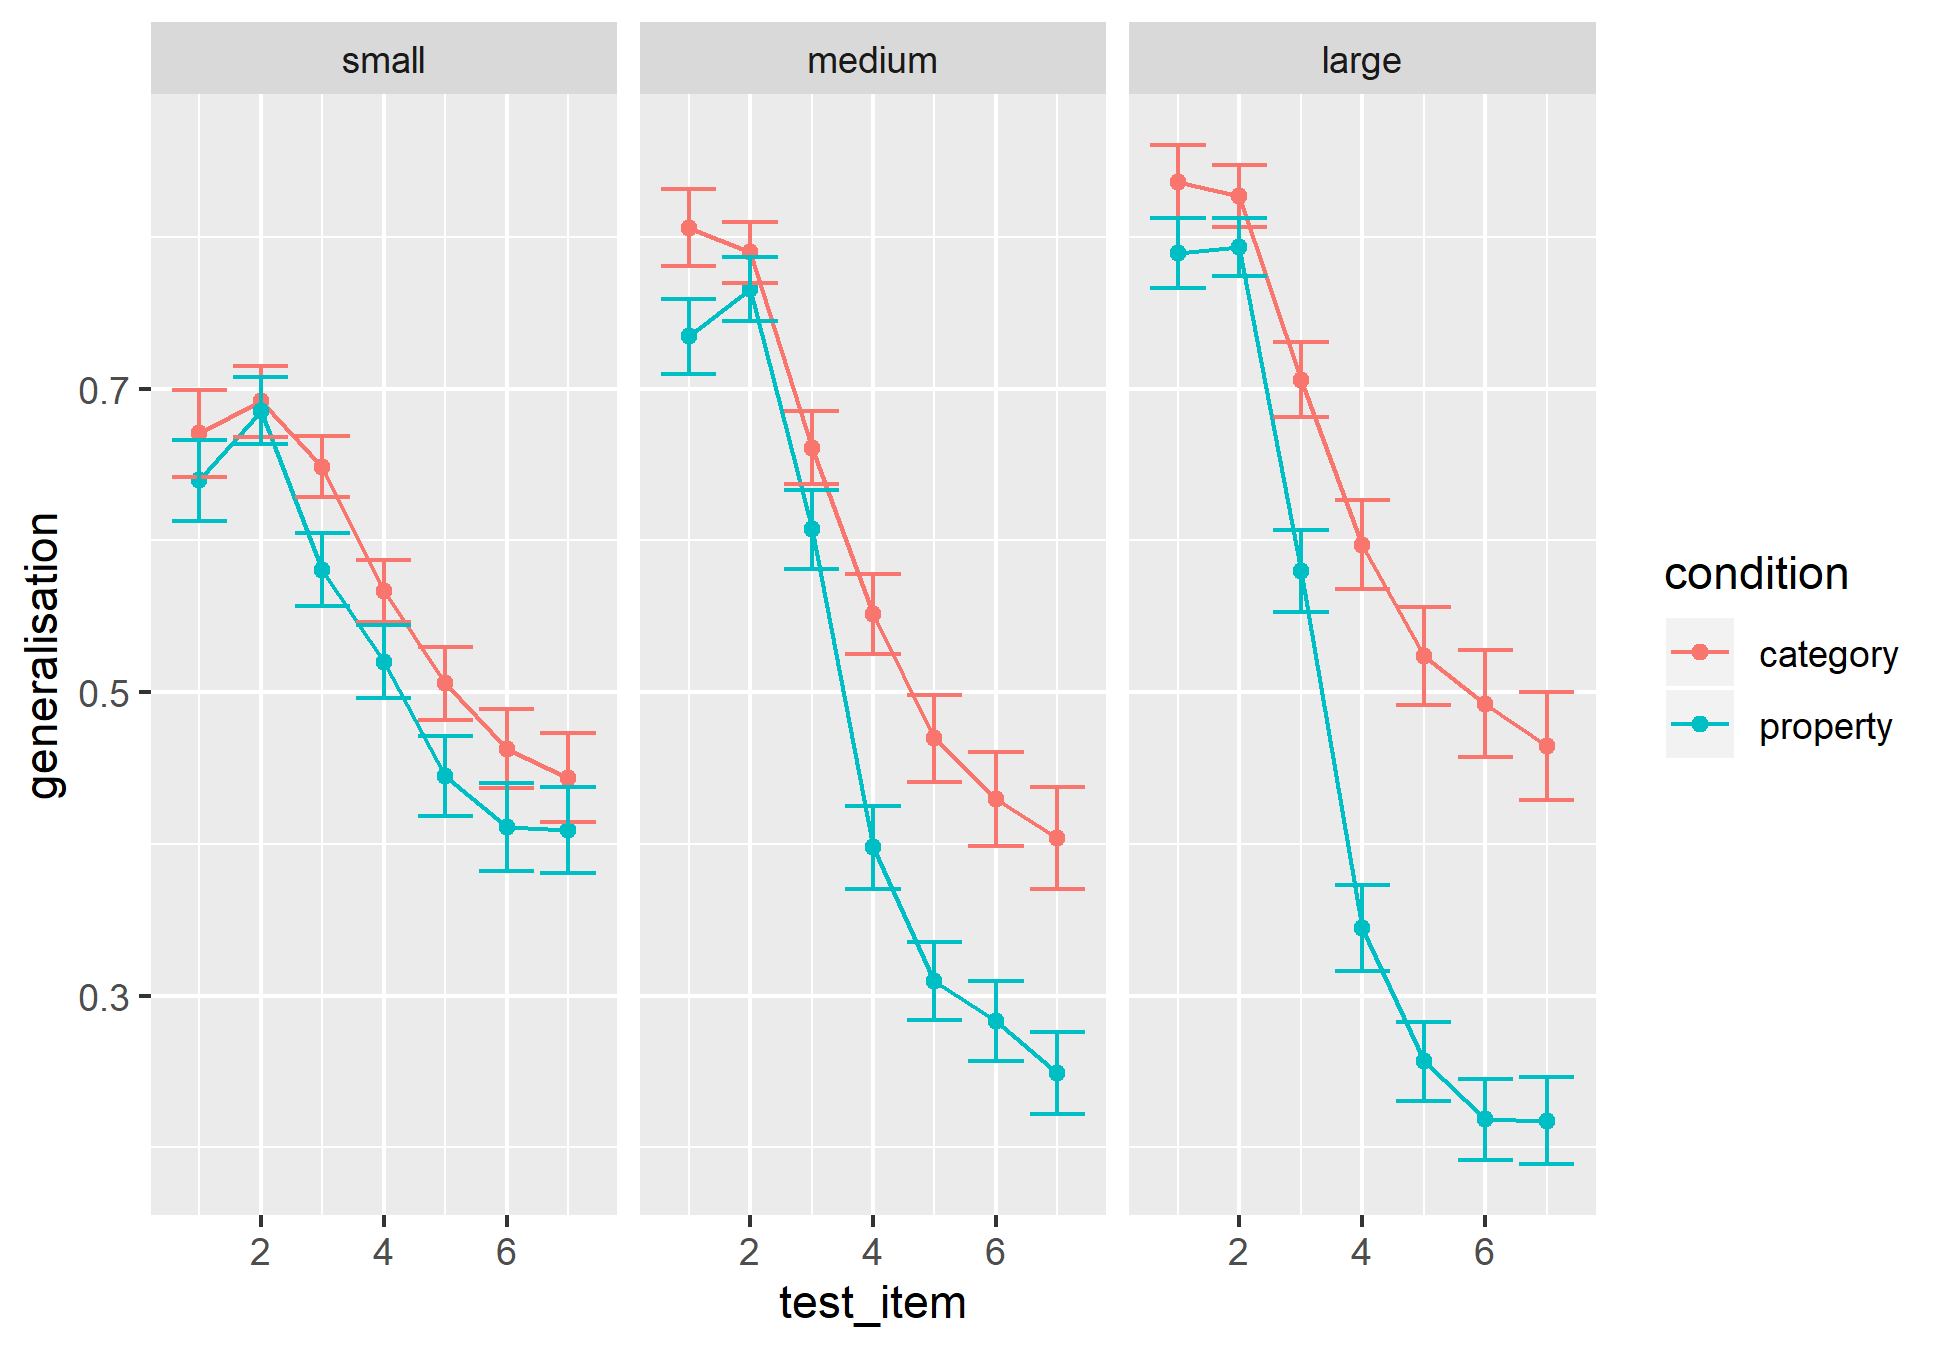 small medium large
generalisation
0.7
0.5
0.3
2 4 6 2 4 6 2 4 6
test_item
condition
category
property